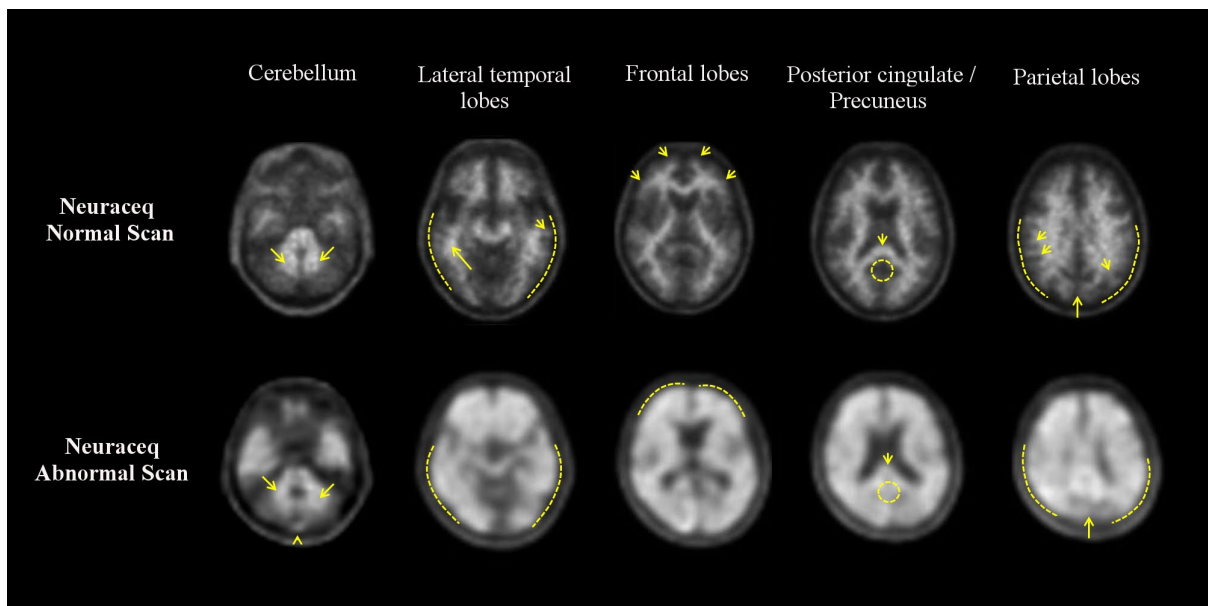 Cerebellum
Lateral temporal
lobes
Frontal lobes
Posterior cingulate /
Precuneus
Parietal lobes
Neuraceq
Normal Scan
Neuraceq
Abnormal Scan